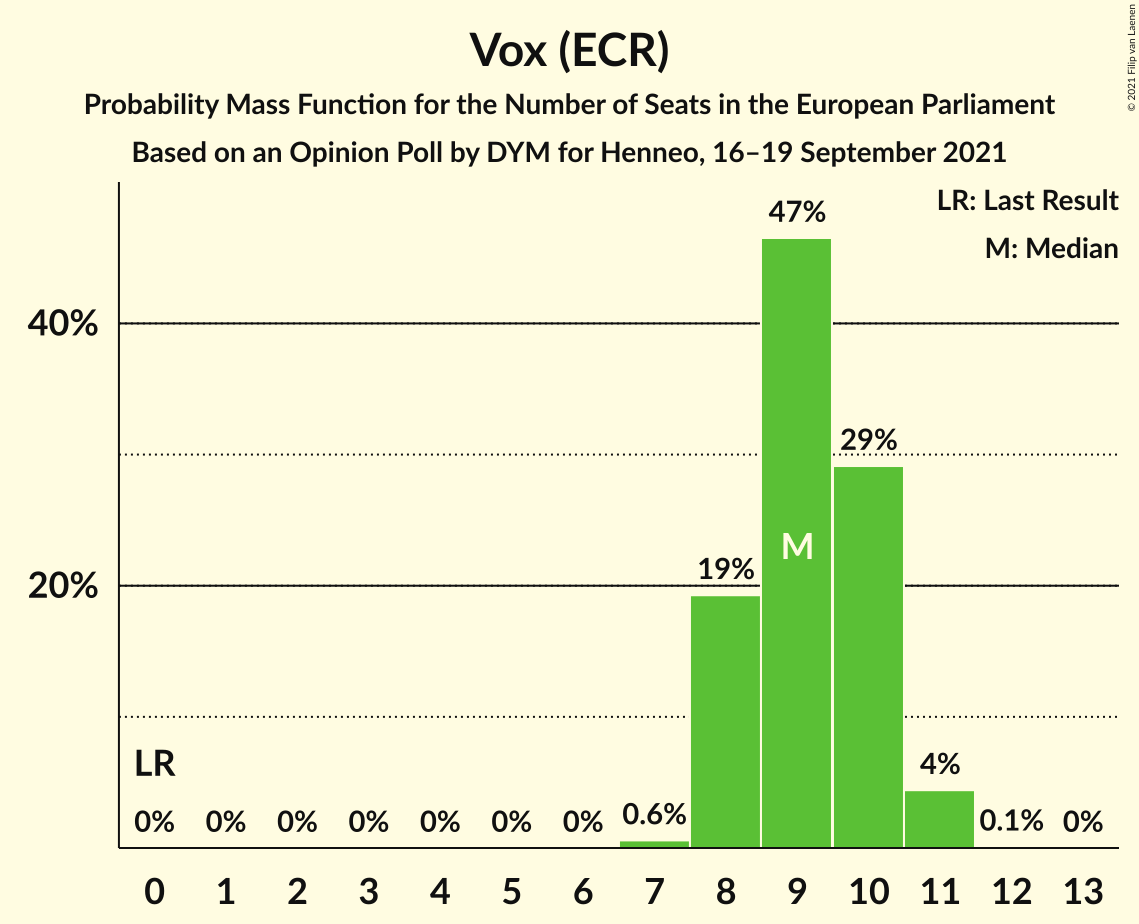 Vox (ECR)
Probability Mass Function for the Number of Seats in the European Parliament
Based on an Opinion Poll by DYM for Henneo, 16–19 September 2021
© 2021 Filip van Laenen
LR: Last Result
M: Median
47%
40%
29%
M
19%
20%
LR
4%
0% 0% 0% 0% 0% 0% 0% 0.6% 0.1% 0%
0 1 2 3 4 5 6 7 8 9 10 11 12 13